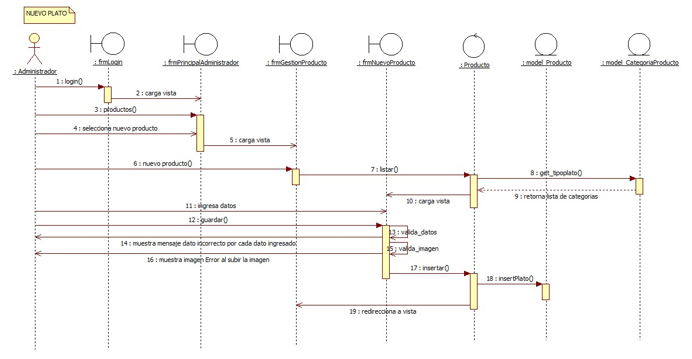 NUEVO PLATO
: Administrador
: frmLogin
: frmPrincipalAdministrador
: frmGestionProducto
: frmNuevoProducto
: Producto
: model_Producto
: model_CategoriaProducto
1 : login()
2 : carga vista
3 : productos()
4 : selecciona nuevo producto
5 : carga vista
6 : nuevo producto()
7 : listar()
8 : get_tipoplato()
9 : retorna lista de categorias
10 : carga vista
11 : ingresa datos
12 : guardar()
13 : valida_datos
14 : muestra mensaje dato incorrecto por cada dato ingresado
15 : valida_imagen
16 : muestra imagen Error al subir la imagen
17 : insertar()
18 : insertPlato()
19 : redirecciona a vista